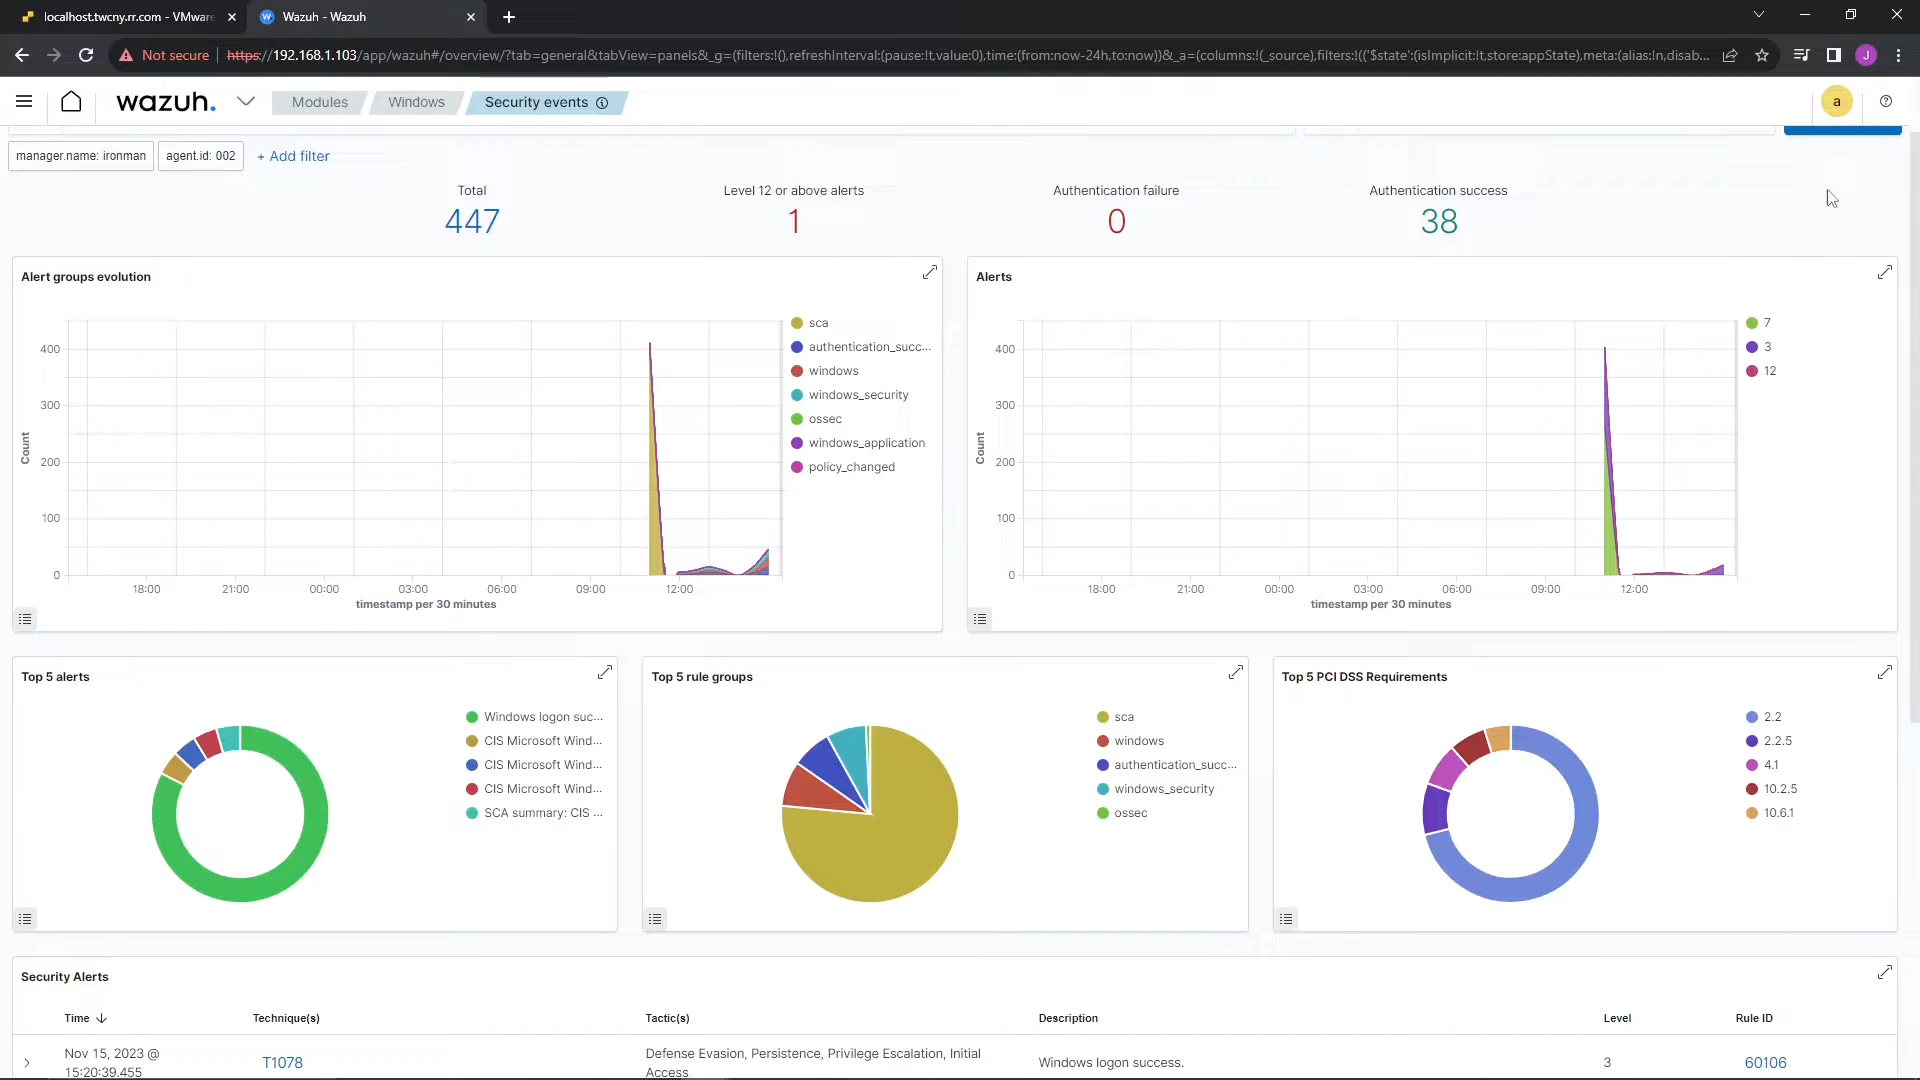 localhost.twcny.rr.com - VMware
Wazuh - Wazuh
Not secure
https://192.168.1.103/app/wazuh#/overview/?tab=general&tabView=panels&_g=(filters:!(),refreshInterval:(pause:!t,value:0),time:(from:now-24h,to:now))&_a=(columns:!(_source),filters:!(('$state':(isImplicit:!t,store:appState),meta:(alias:!n,disab...
J
wazuh.
Modules
Windows
Security events
a
manager.name: ironman
agent.id: 002
+ Add filter
Total
447
Level 12 or above alerts
1
Authentication failure
0
Authentication success
38
Alert groups evolution
Count
400
300
200
100
0
18:00
21:00
00:00
03:00
06:00
09:00
12:00
timestamp per 30 minutes
sca
authentication_succ...
windows
windows_security
ossec
windows_application
policy_changed
Alerts
Count
400
300
200
100
0
18:00
21:00
00:00
03:00
06:00
09:00
12:00
timestamp per 30 minutes
7
3
12
Top 5 alerts
Windows logon suc...
CIS Microsoft Wind...
CIS Microsoft Wind...
CIS Microsoft Wind...
SCA summary: CIS ...
Top 5 rule groups
sca
windows
authentication_succ...
windows_security
ossec
Top 5 PCI DSS Requirements
2.2
2.2.5
4.1
10.2.5
10.6.1
Security Alerts
Time
Technique(s)
Tactic(s)
Description
Level
Rule ID
Nov 15, 2023 @
15:20:39.455
T1078
Defense Evasion, Persistence, Privilege Escalation, Initial
Access
Windows logon success.
3
60106